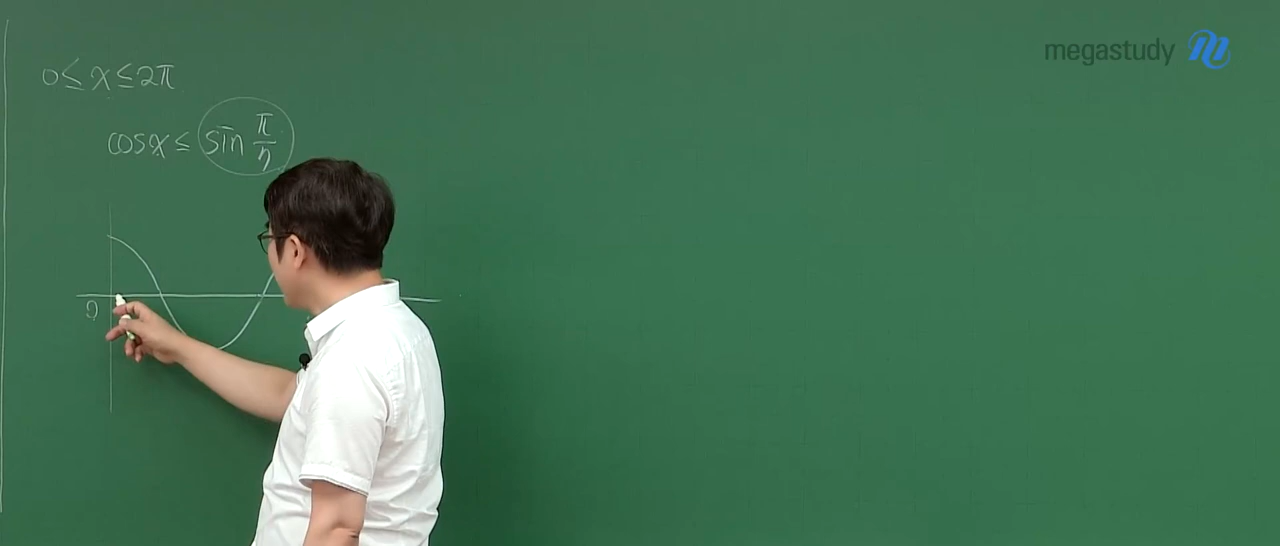 megastudy
0≤x≤2π
cosx≤ sin π/n
0